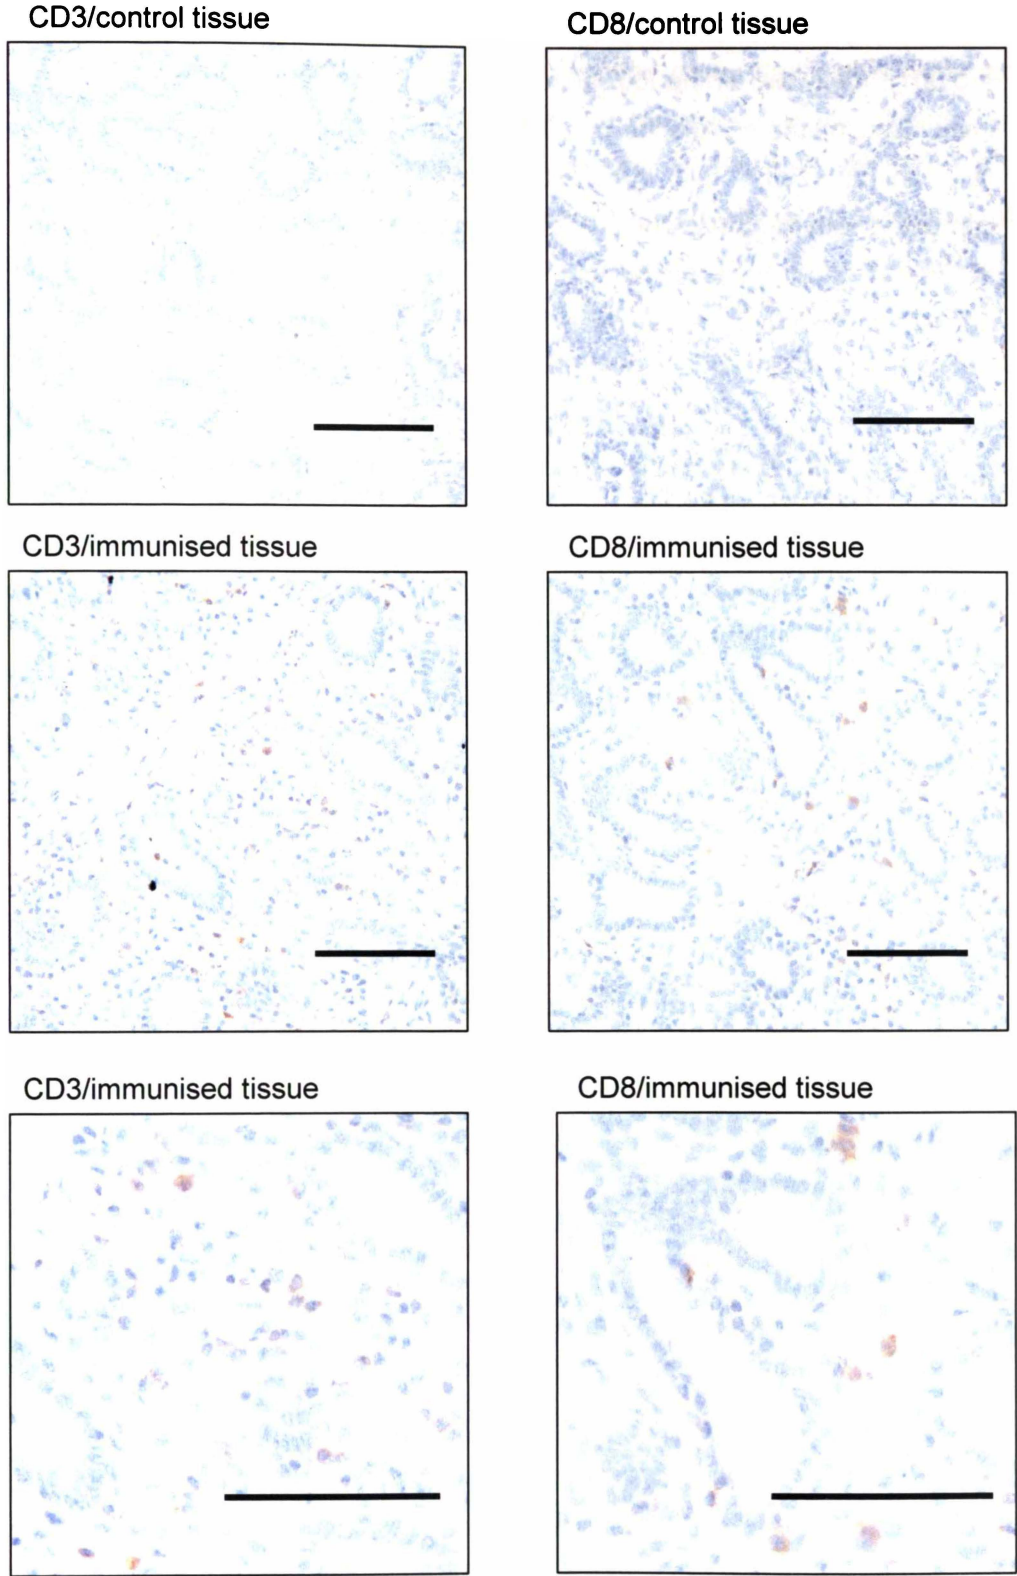 CD3/control tissue
CD8/control tissue
CD3/immunised tissue
CD8/immunised tissue
CD3/immunised tissue
CD8/immunised tissue